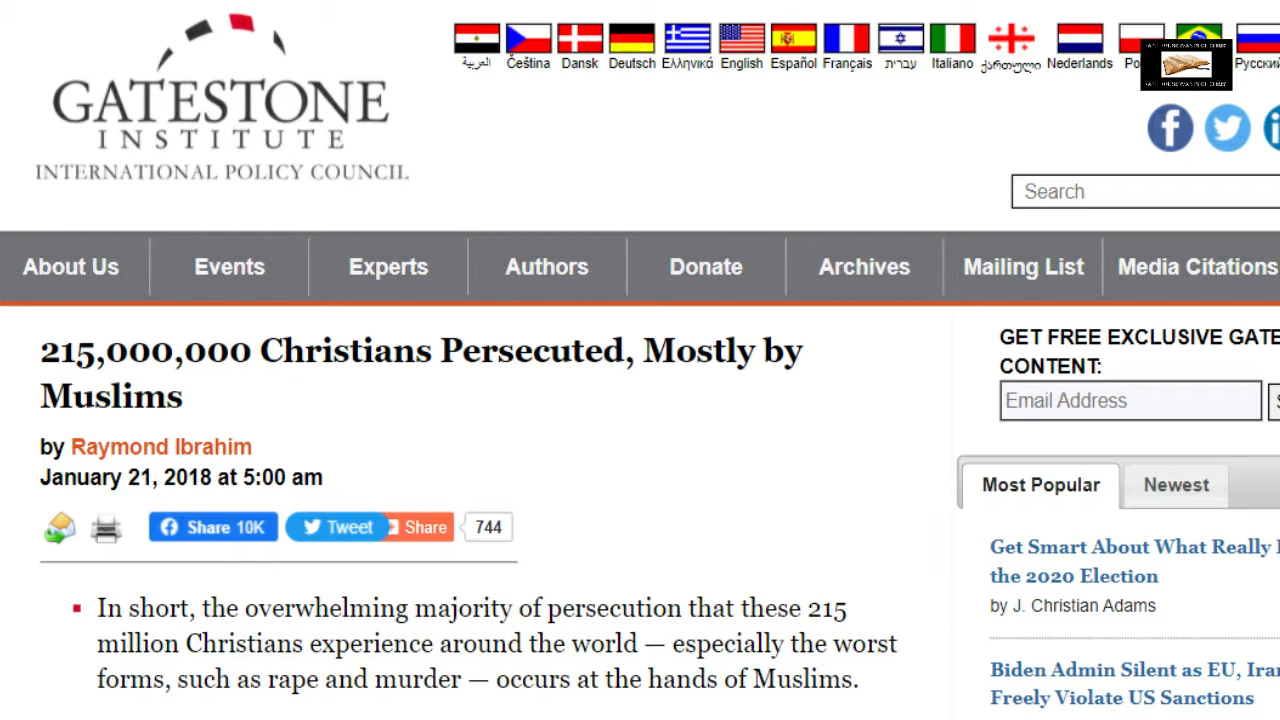 GATESTONE
INSTITUTE
INTERNATIONAL POLICY COUNCIL
العربية Čeština Dansk Deutsch Ελληνικά English Español Français עברית Italiano ქართული Nederlands Po Русский
Search
About Us Events Experts Authors Donate Archives Mailing List Media Citations
215,000,000 Christians Persecuted, Mostly by
Muslims
by Raymond Ibrahim
January 21, 2018 at 5:00 am
Share 10K Tweet Share 744
In short, the overwhelming majority of persecution that these 215
million Christians experience around the world — especially the worst
forms, such as rape and murder — occurs at the hands of Muslims.
GET FREE EXCLUSIVE GATE
CONTENT:
Email Address
Most Popular Newest
Get Smart About What Really
the 2020 Election
by J. Christian Adams
Biden Admin Silent as EU, Iran
Freely Violate US Sanctions